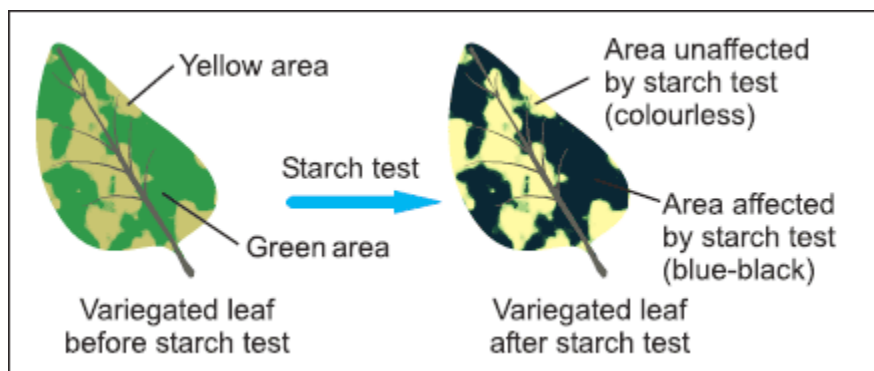 Yellow area
Green area
Variegated leaf
before starch test
Starch test
Area unaffected
by starch test
(colourless)
Area affected
by starch test
(blue-black)
Variegated leaf
after starch test